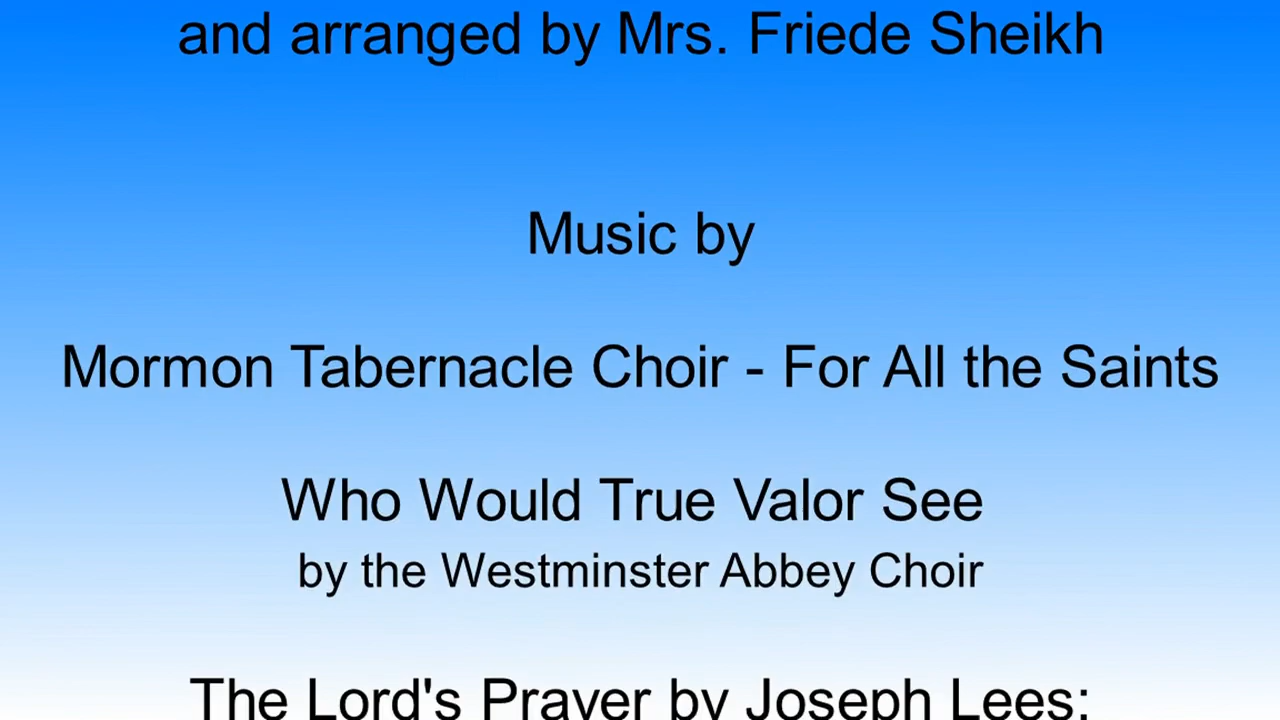 and arranged by Mrs. Friede Sheikh
Music by
Mormon Tabernacle Choir - For All the Saints
Who Would True Valor See
by the Westminster Abbey Choir
The Lord's Prayer by Joseph Lees;